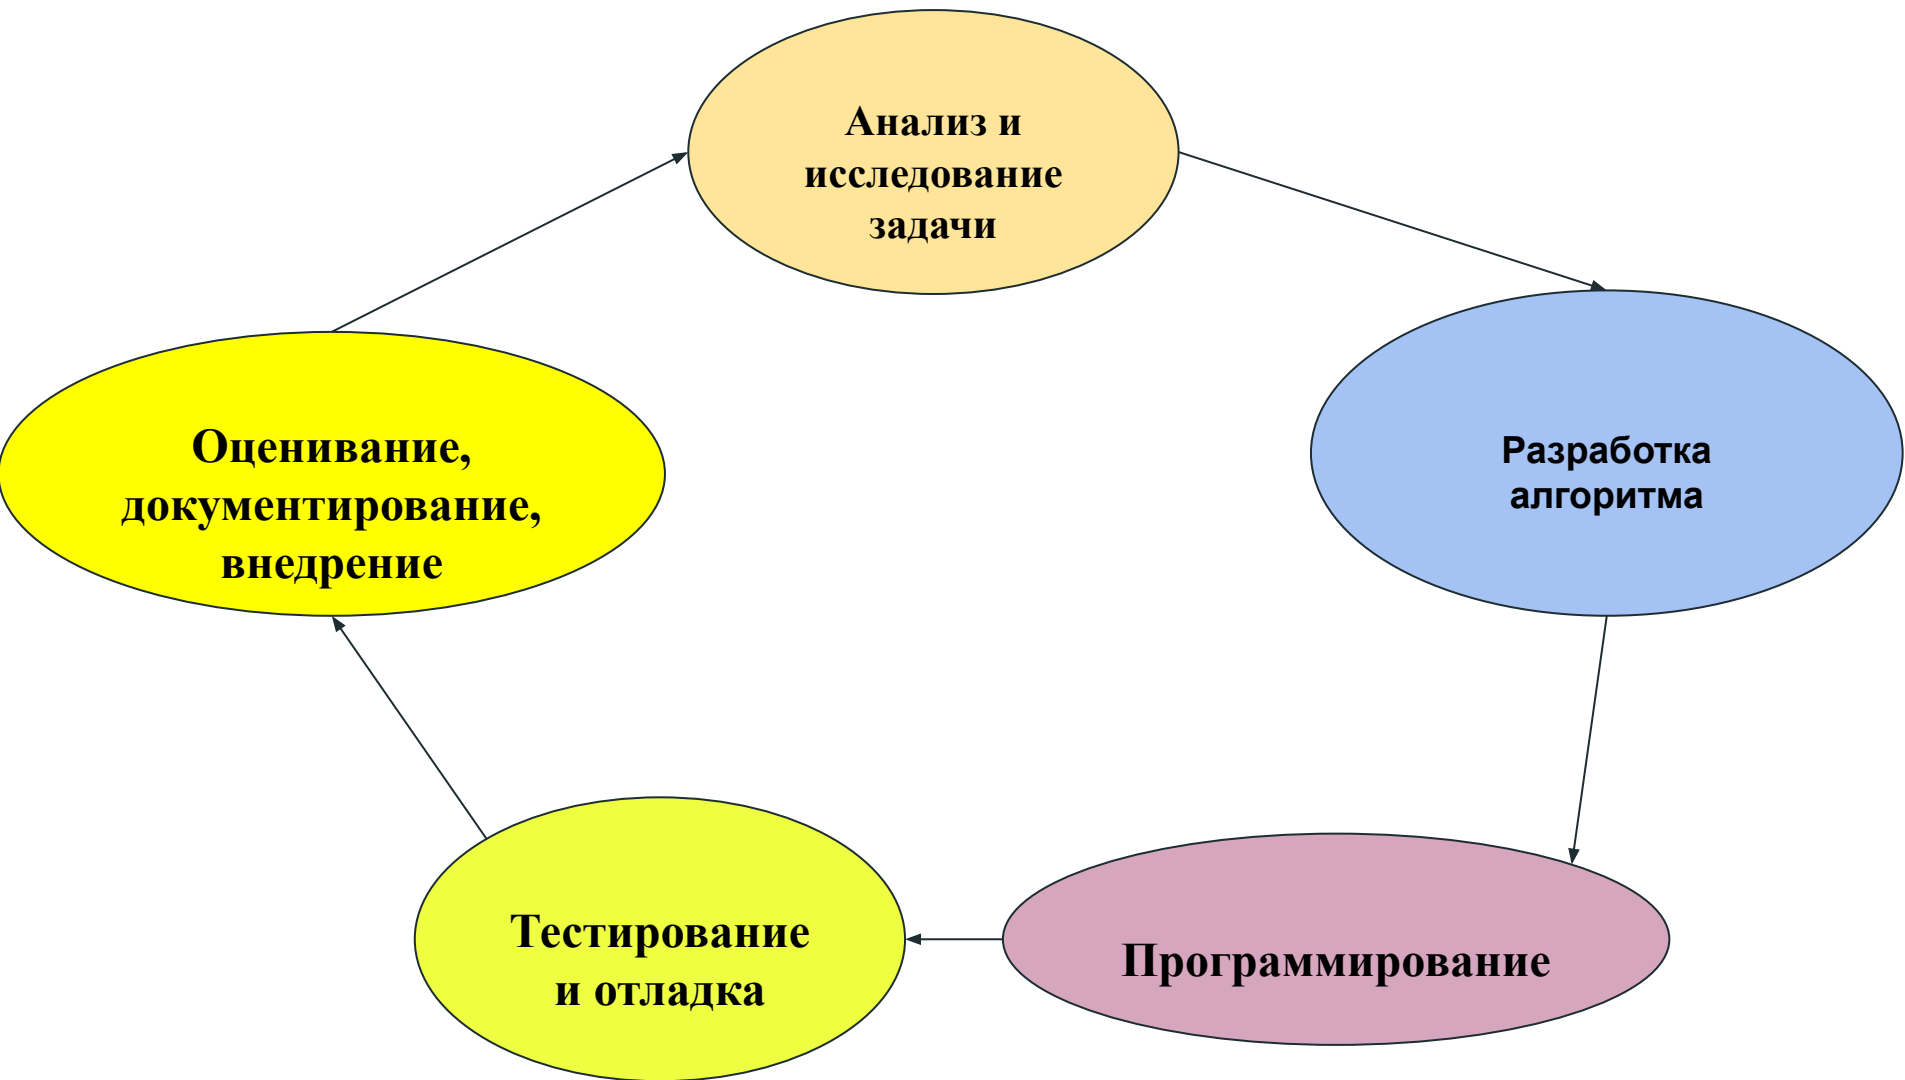 Анализ и
исследование
задачи
Разработка
алгоритма
Программирование
Тестирование
и отладка
Оценивание,
документирование,
внедрение